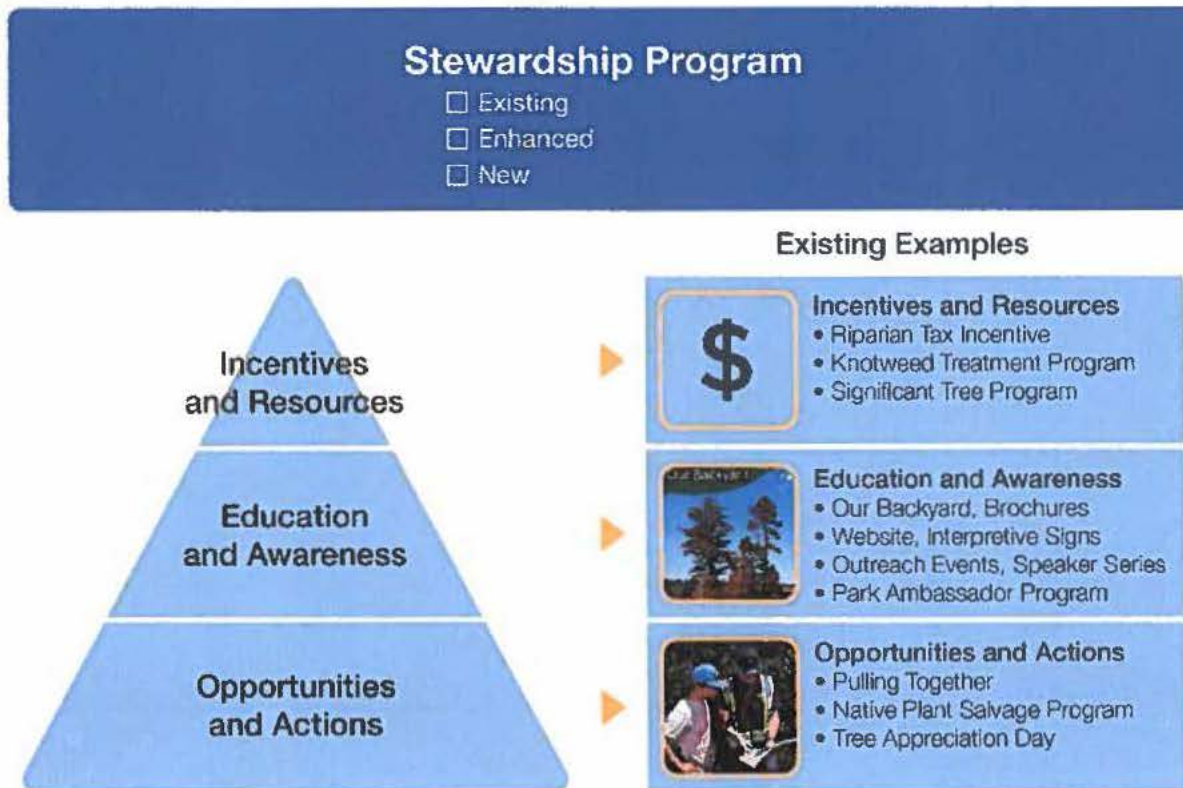 Stewardship Program
☐ Existing
☐ Enhanced
☐ New
Existing Examples
Incentives
and Resources
Education
and Awareness
Opportunities
and Actions
$
Incentives and Resources
• Riparian Tax Incentive
• Knotweed Treatment Program
• Significant Tree Program
Our Backyard
Education and Awareness
• Our Backyard, Brochures
• Website, Interpretive Signs
• Outreach Events, Speaker Series
• Park Ambassador Program
Opportunities and Actions
• Pulling Together
• Native Plant Salvage Program
• Tree Appreciation Day